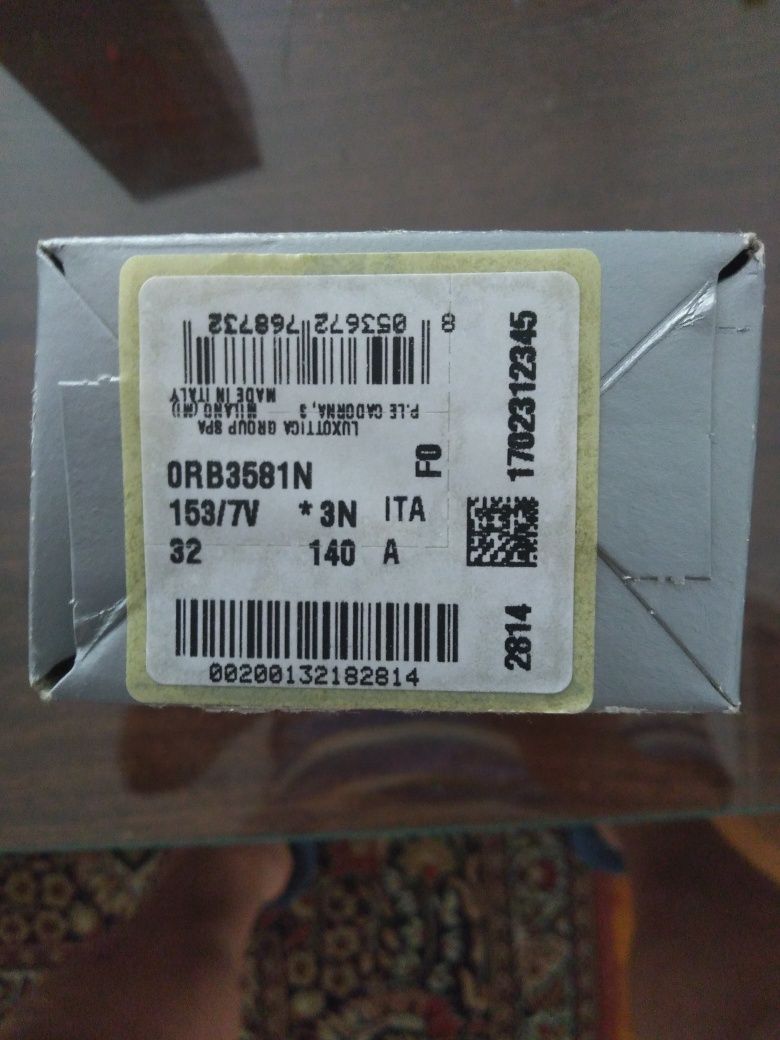 8 053672 768732
LUXOTTICA GROUP SPA
P.LE CADORNA, 3 MILANO (MI)
MADE IN ITALY
0RB3581N
F0
153/7V * 3N ITA
32 140 A
00200132182814
1702312345
2814